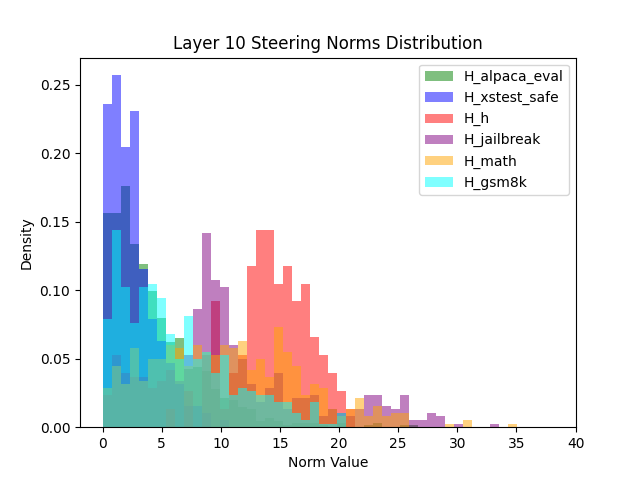 Layer 10 Steering Norms Distribution
H_alpaca_eval
H_xstest_safe
H_h
H_jailbreak
H_math
H_gsm8k
Density
0.25
0.20
0.15
0.10
0.05
0.00
0 5 10 15 20 25 30 35 40
Norm Value